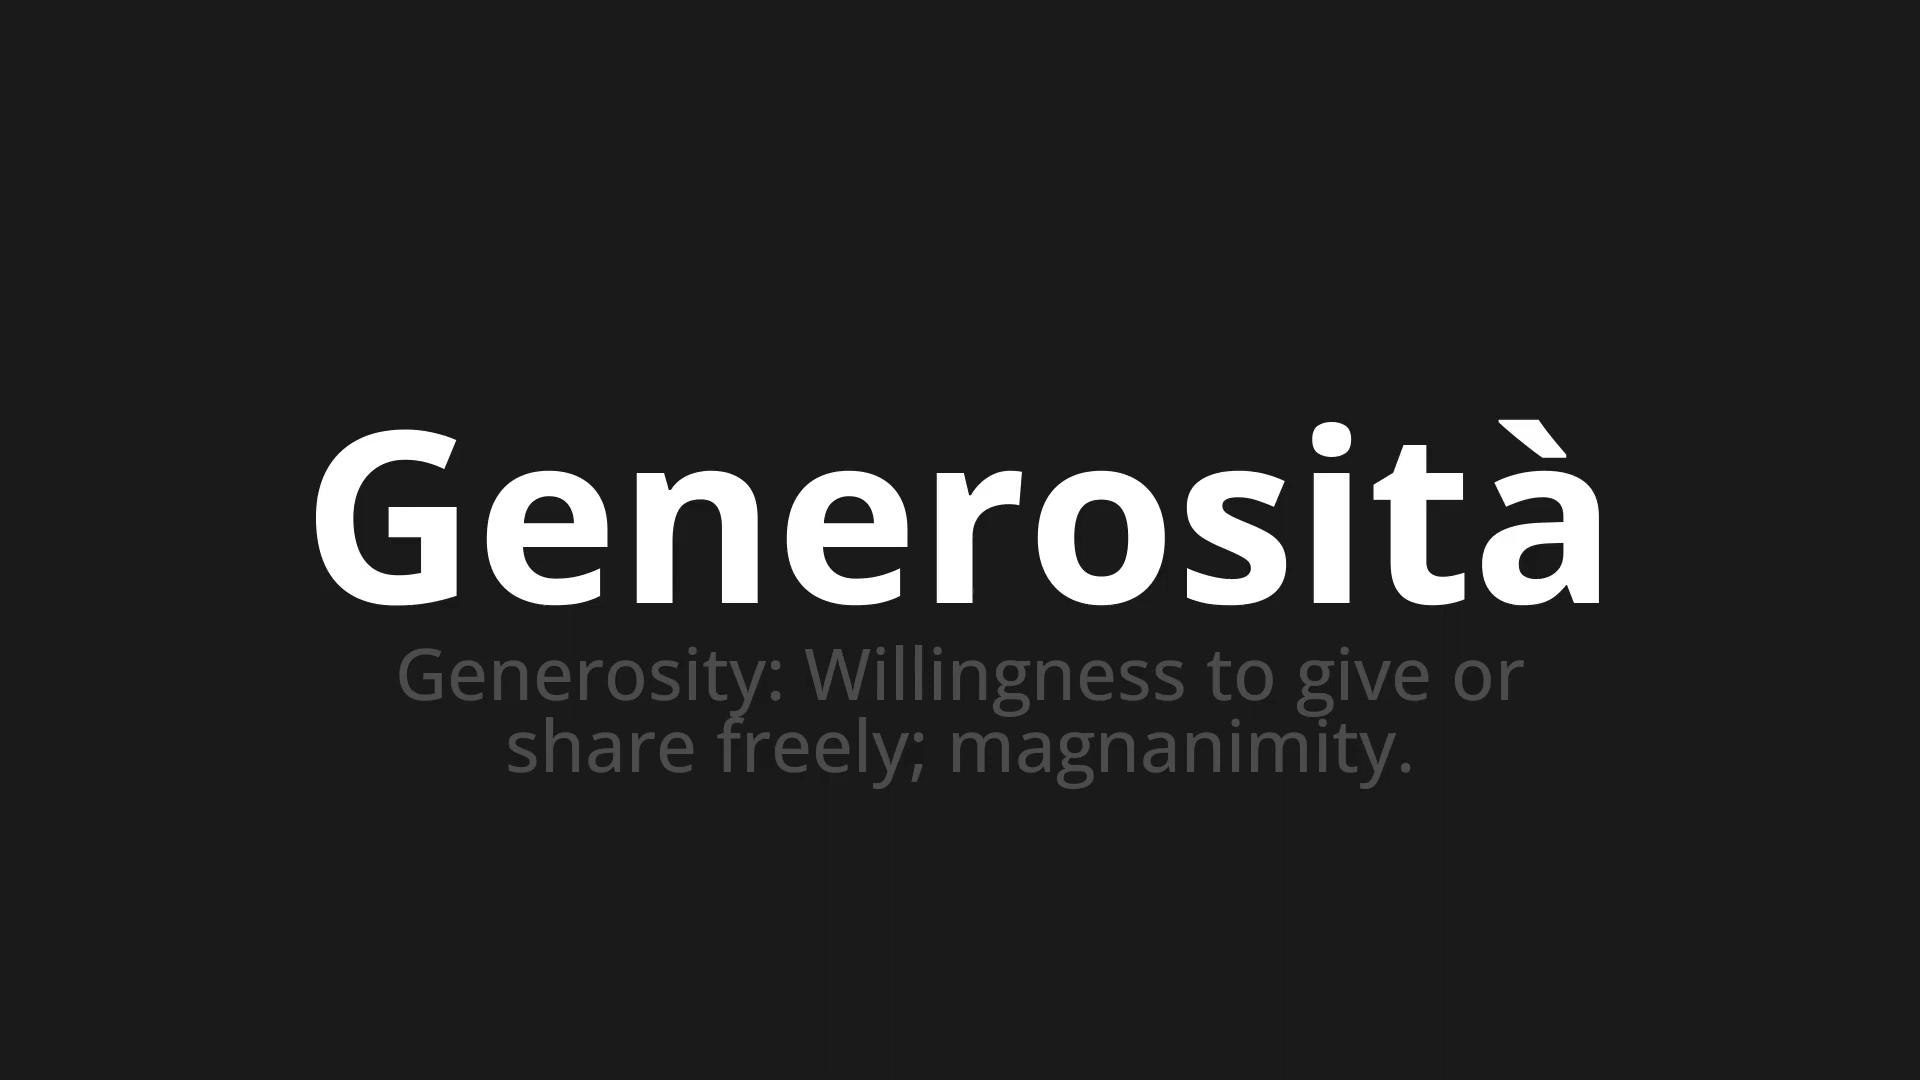 Generosità
Generosity: Willingness to give or
share freely; magnanimity.